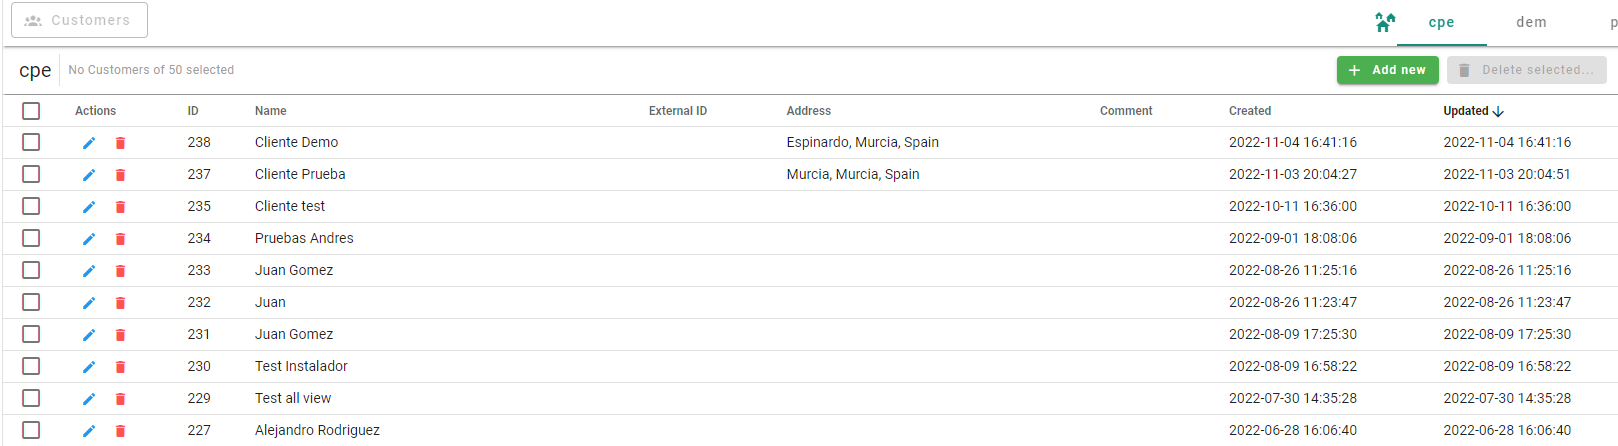 Customers
cpe dem p
cpe No Customers of 50 selected + Add new Delete selected...
Actions ID Name External ID Address Comment Created Updated
238 Cliente Demo Espinardo, Murcia, Spain 2022-11-04 16:41:16 2022-11-04 16:41:16
237 Cliente Prueba Murcia, Murcia, Spain 2022-11-03 20:04:27 2022-11-03 20:04:51
235 Cliente test 2022-10-11 16:36:00 2022-10-11 16:36:00
234 Pruebas Andres 2022-09-01 18:08:06 2022-09-01 18:08:06
233 Juan Gomez 2022-08-26 11:25:16 2022-08-26 11:25:16
232 Juan 2022-08-26 11:23:47 2022-08-26 11:23:47
231 Juan Gomez 2022-08-09 17:25:30 2022-08-09 17:25:30
230 Test Instalador 2022-08-09 16:58:22 2022-08-09 16:58:22
229 Test all view 2022-07-30 14:35:28 2022-07-30 14:35:28
227 Alejandro Rodriguez 2022-06-28 16:06:40 2022-06-28 16:06:40